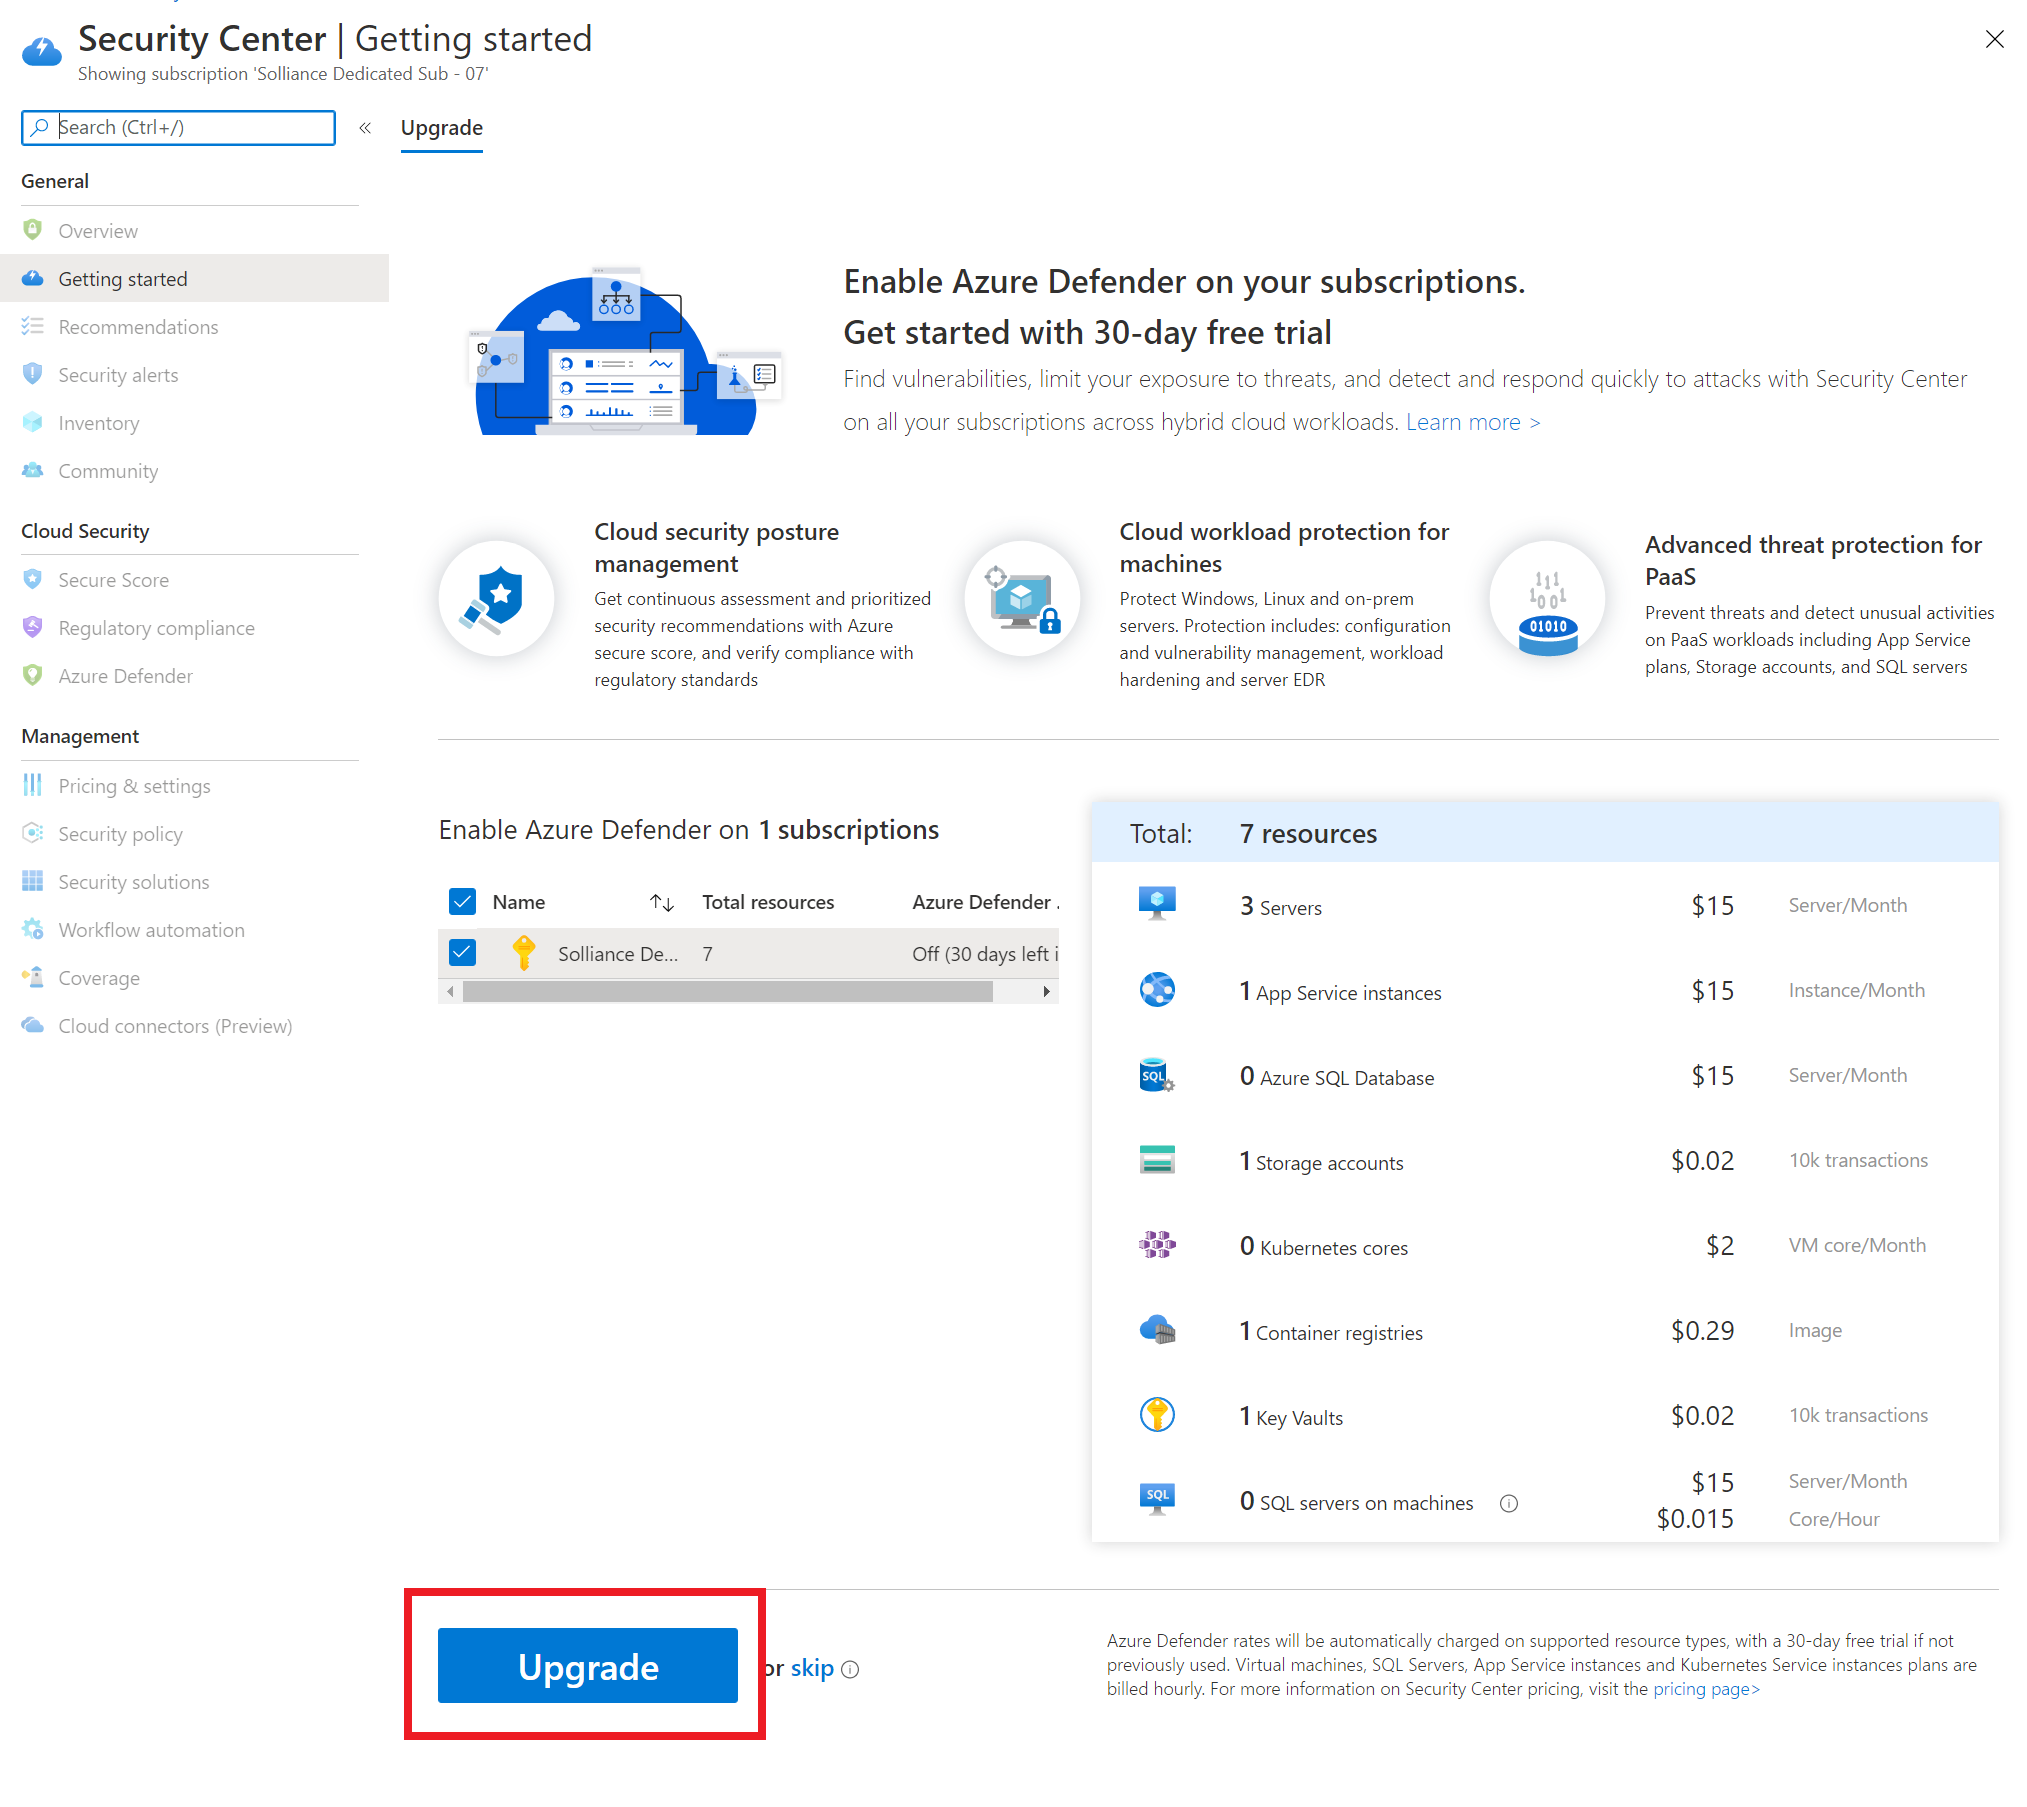 Security Center | Getting started
Showing subscription 'Solliance Dedicated Sub - 07'
Search (Ctrl+/)
«
Upgrade
General
Overview
Getting started
Recommendations
Security alerts
Inventory
Community
Cloud Security
Secure Score
Regulatory compliance
Azure Defender
Management
Pricing & settings
Security policy
Security solutions
Workflow automation
Coverage
Cloud connectors (Preview)
Enable Azure Defender on your subscriptions.
Get started with 30-day free trial
Find vulnerabilities, limit your exposure to threats, and detect and respond quickly to attacks with Security Center
on all your subscriptions across hybrid cloud workloads. Learn more >
Cloud security posture
management
Get continuous assessment and prioritized
security recommendations with Azure
secure score, and verify compliance with
regulatory standards
Cloud workload protection for
machines
Protect Windows, Linux and on-prem
servers. Protection includes: configuration
and vulnerability management, workload
hardening and server EDR
111
1001
01010
Advanced threat protection for
PaaS
Prevent threats and detect unusual activities
on PaaS workloads including App Service
plans, Storage accounts, and SQL servers
Enable Azure Defender on 1 subscriptions
Name ↑↓ Total resources Azure Defender .
Solliance De... 7 Off (30 days left i
Total: 7 resources
3 Servers $15 Server/Month
1 App Service instances $15 Instance/Month
SQL 0 Azure SQL Database $15 Server/Month
1 Storage accounts $0.02 10k transactions
0 Kubernetes cores $2 VM core/Month
1 Container registries $0.29 Image
1 Key Vaults $0.02 10k transactions
SQL 0 SQL servers on machines $15 Server/Month
$0.015 Core/Hour
Upgrade or skip
Azure Defender rates will be automatically charged on supported resource types, with a 30-day free trial if not
previously used. Virtual machines, SQL Servers, App Service instances and Kubernetes Service instances plans are
billed hourly. For more information on Security Center pricing, visit the pricing page>